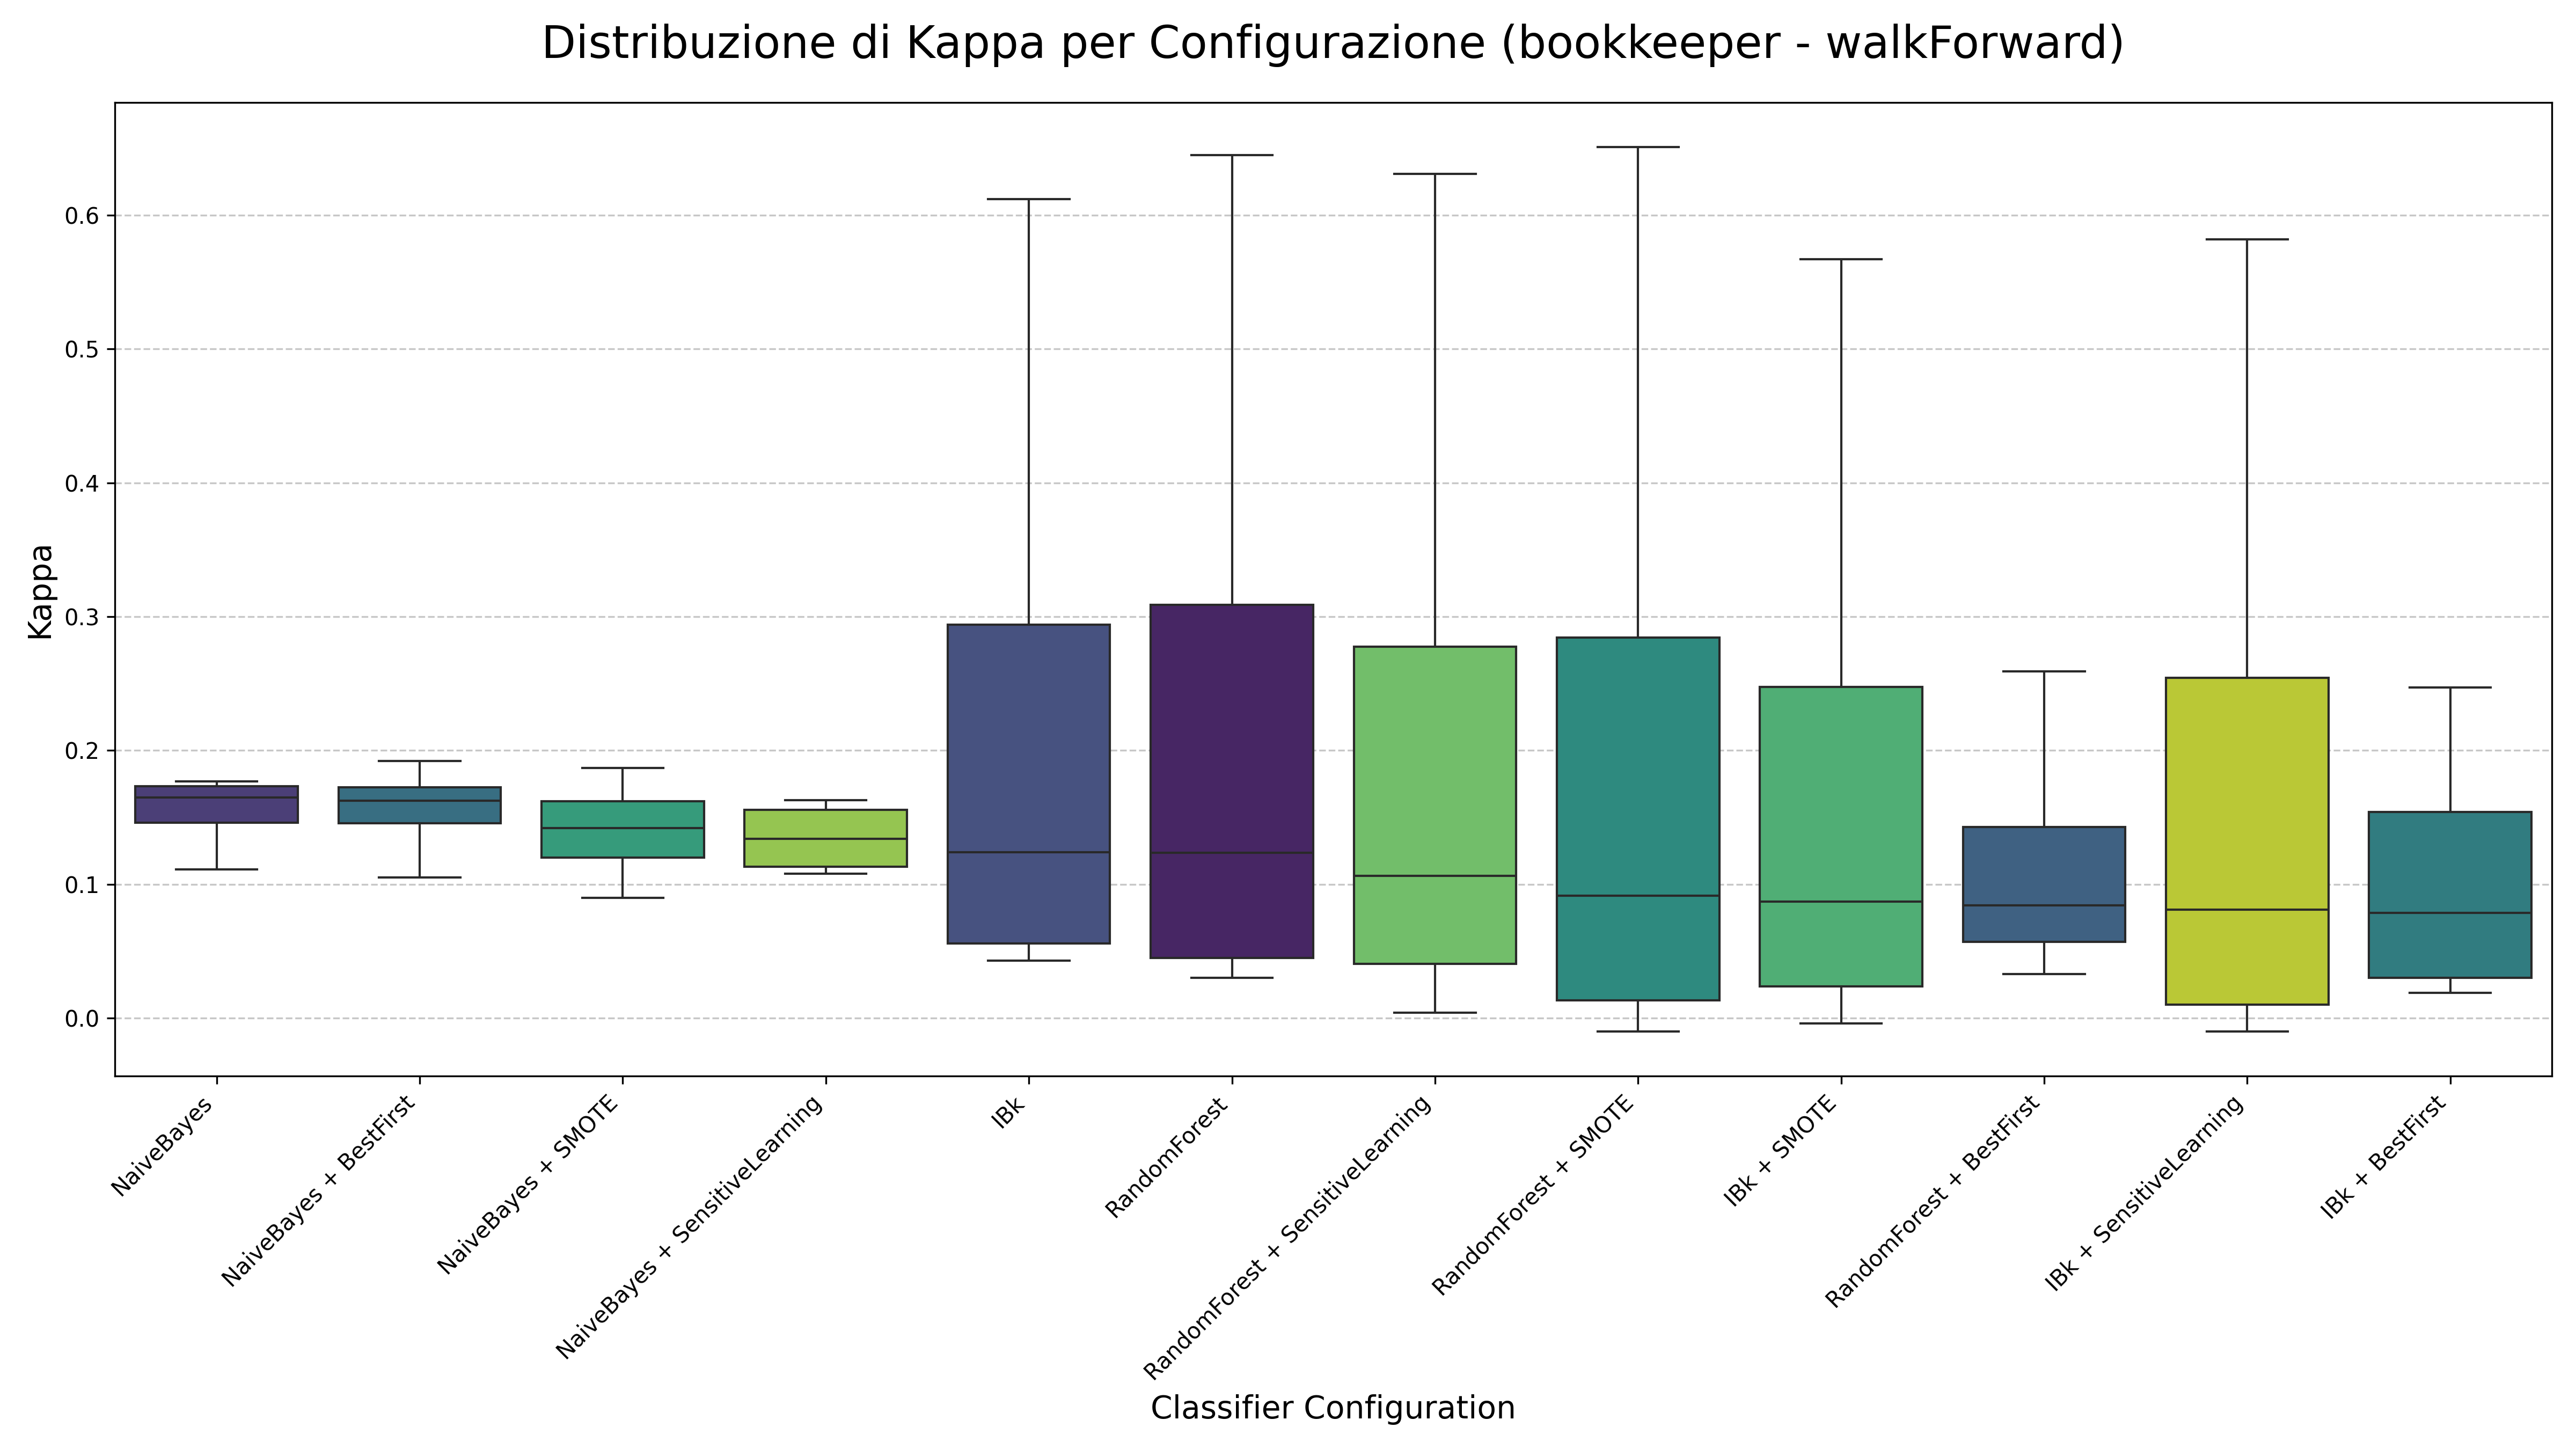 Distribuzione di Kappa per Configurazione (bookkeeper - walkForward)
Kappa
0.6
0.5
0.4
0.3
0.2
0.1
0.0
NaiveBayes
NaiveBayes + BestFirst
NaiveBayes + SMOTE
NaiveBayes + SensitiveLearning
IBk
RandomForest
RandomForest + SensitiveLearning
RandomForest + SMOTE
IBk + SMOTE
RandomForest + BestFirst
IBk + SensitiveLearning
IBk + BestFirst
Classifier Configuration